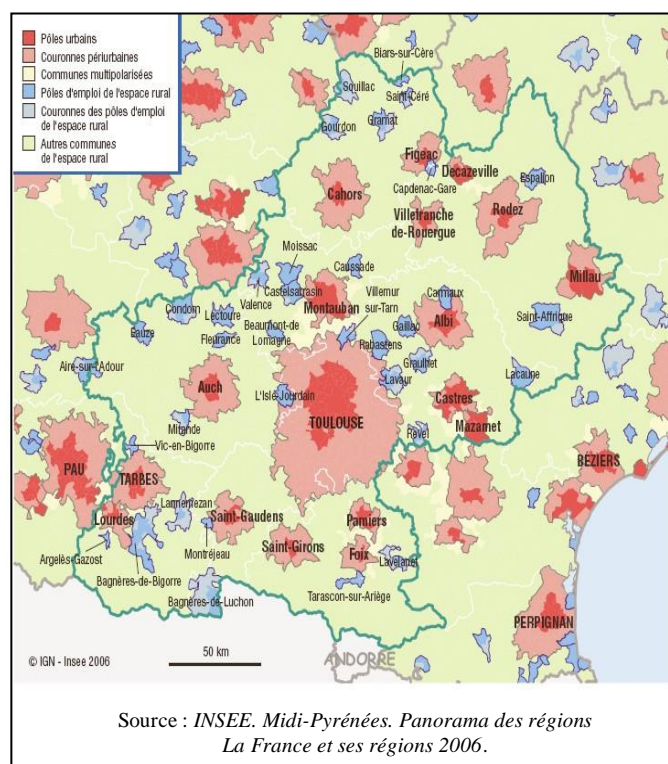 Pôles urbains
Couronnes périurbaines
Communes multipolarisées
Pôles d'emploi de l'espace rural
Couronnes des pôles d'emploi
de l'espace rural
Autres communes
de l'espace rural
Biars-sur-Cère
Souillac
Saint-Céré
Gramat
Gourdon
Figeac
Decazeville
Capdenac-Gare
Espalion
Cahors
Villefranche
de-Rouergue
Rodez
Moissac
Caussade
Millau
Valence
Castelsarrasin
Villemur
sur-Tarn
Montauban
Condom
Lectoure
Beaumont-de
Lomagne
Carmaux
Albi
Saint-Affrique
Eauze
Fleurance
Gaillac
Rabastens
Graulhet
Aire-sur-l'Adour
Auch
L'Isle-Jourdain
Lavaur
Lacaune
TOULOUSE
Castres
Mazamet
Mirande
Revel
Vic-en-Bigorre
PAU
TARBES
BÉZIERS
Lannemezan
Lourdes
Saint-Gaudens
Pamiers
Saint-Girons
Argelès-Gazost
Montréjeau
Foix
Lavelanet
Bagnères-de-Bigorre
Bagnères-de-Luchon
Tarascon-sur-Ariège
PERPIGNAN
50 km
ANDORRE
© IGN - Insee 2006
Source : INSEE. Midi-Pyrénées. Panorama des régions
La France et ses régions 2006.